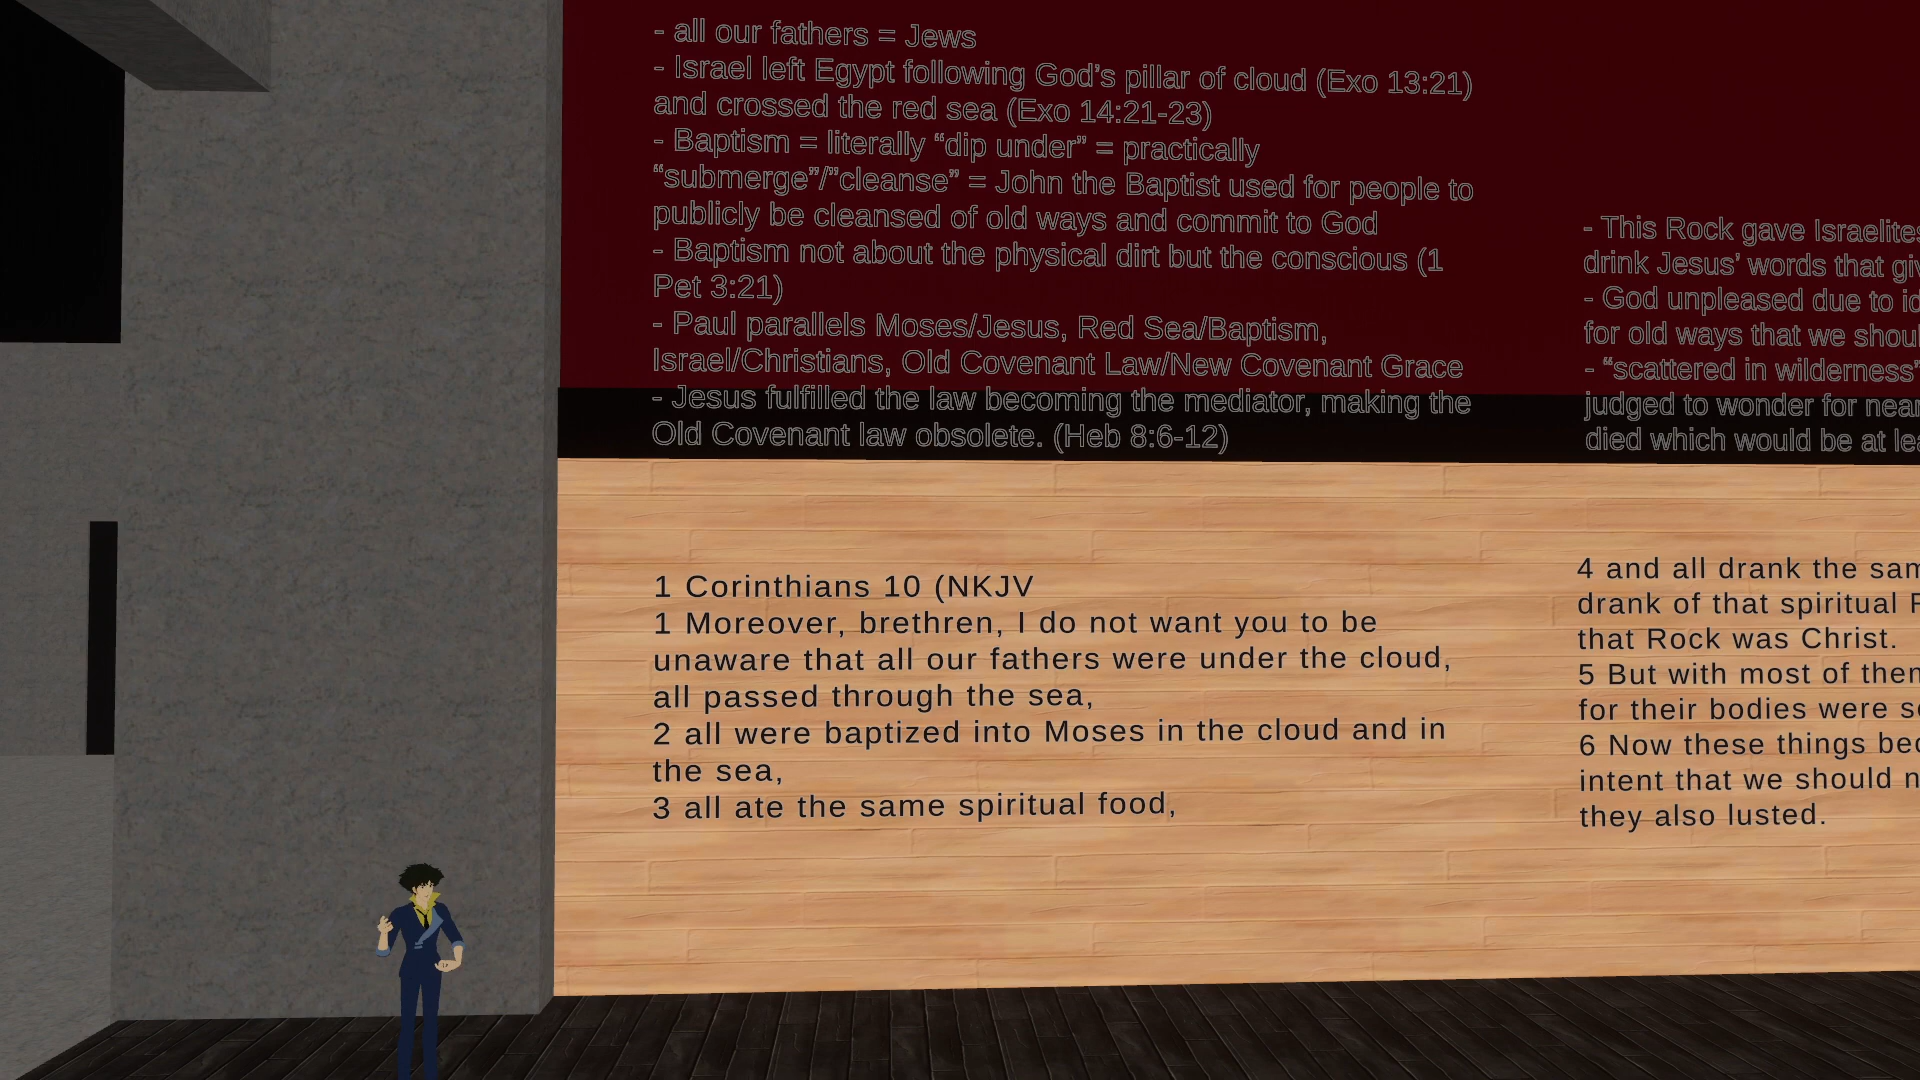 - all our fathers = Jews
- Israel left Egypt following God's pillar of cloud (Exo 13:21)
and crossed the red sea (Exo 14:21-23)
- Baptism = literally “dip under” = practically
“submerge”/”cleanse” = John the Baptist used for people to
publicly be cleansed of old ways and commit to God
- Baptism not about the physical dirt but the conscious (1
Pet 3:21)
- Paul parallels Moses/Jesus, Red Sea/Baptism,
Israel/Christians, Old Covenant Law/New Covenant Grace
- Jesus fulfilled the law becoming the mediator, making the
Old Covenant law obsolete. (Heb 8:6-12)
- This Rock gave Israelites
drink Jesus' words that
- God unpleased due to
for old ways that we
- “scattered in wilderness”
judged to wonder for
died which would be at
1 Corinthians 10 (NKJV
1 Moreover, brethren, I do not want you to be
unaware that all our fathers were under the cloud,
all passed through the sea,
2 all were baptized into Moses in the cloud and in
the sea,
3 all ate the same spiritual food,
4 and all drank the
drank of that spiritual
that Rock was Christ.
5 But with most of
for their bodies were
6 Now these things
intent that we should
they also lusted.